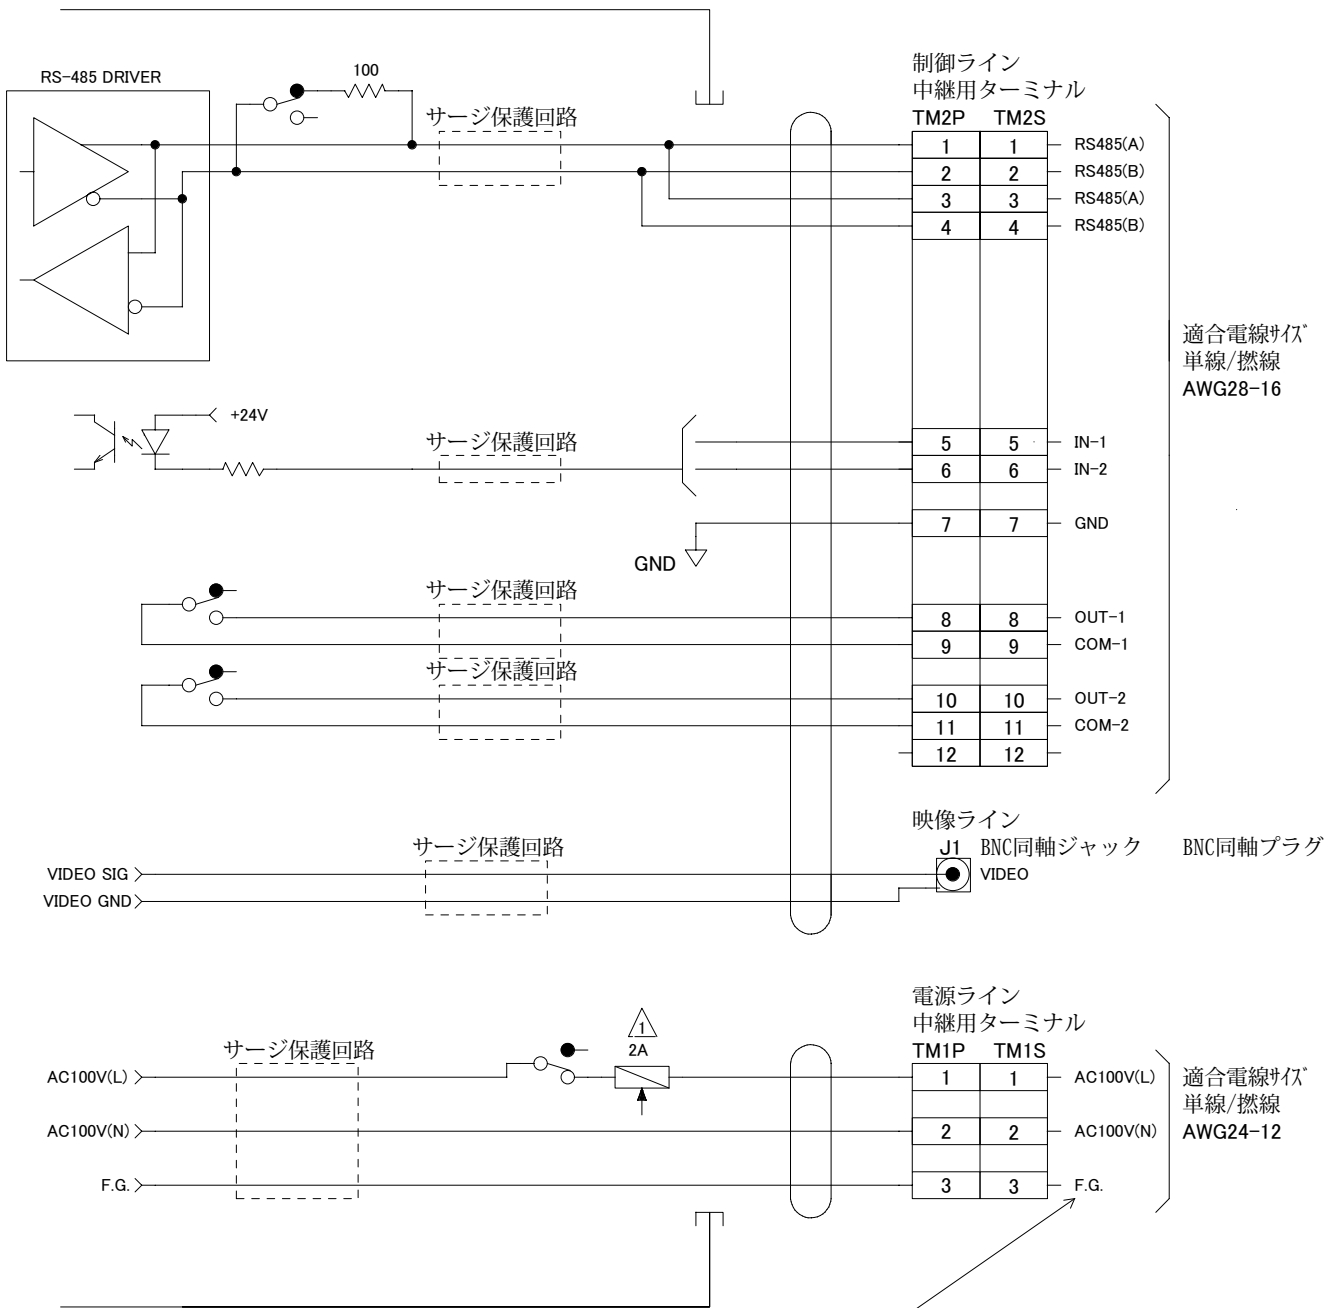 RS-485 DRIVER
100
サージ保護回路
制御ライン
中継用ターミナル
TM2P TM2S
1 1 RS485(A)
2 2 RS485(B)
3 3 RS485(A)
4 4 RS485(B)
適合電線ｻｲｽﾞ
単線/撚線
AWG28-16
+24V
サージ保護回路
5 5 IN-1
6 6 IN-2
GND
7 7 GND
サージ保護回路
8 8 OUT-1
9 9 COM-1
サージ保護回路
10 10 OUT-2
11 11 COM-2
12 12
映像ライン
サージ保護回路
J1 BNC同軸ジャック BNC同軸プラグ
VIDEO SIG
VIDEO
VIDEO GND
電源ライン
中継用ターミナル
サージ保護回路
1
2A
TM1P TM1S
AC100V(L)
1 1 AC100V(L)
適合電線ｻｲｽﾞ
単線/撚線
AWG24-12
AC100V(N)
2 2 AC100V(N)
F.G.
3 3 F.G.